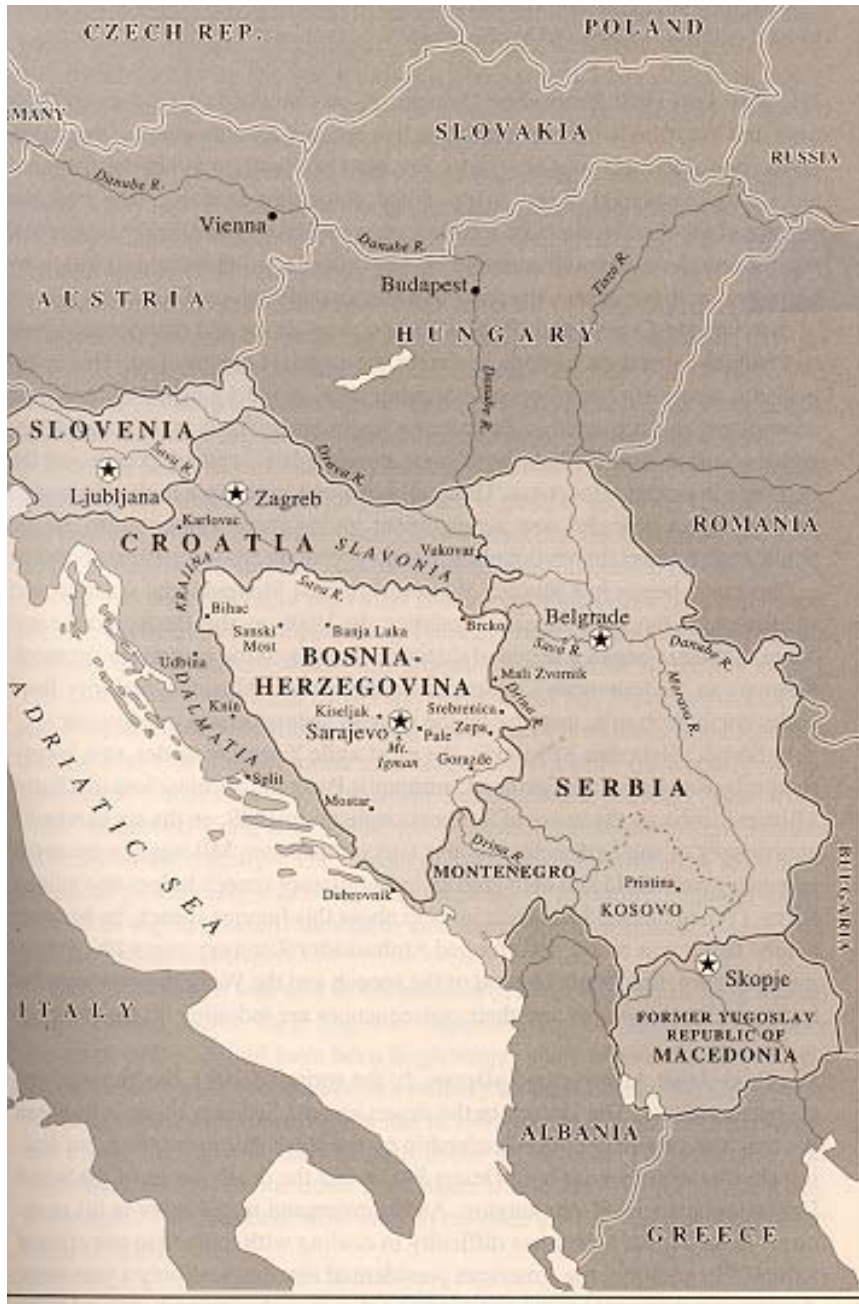 CZECH REP.
POLAND
MANY
SLOVAKIA
RUSSIA
Danube R.
Vienna
Danube R.
Tisza R.
Budapest
AUSTRIA
HUNGARY
Danube R.
SLOVENIA
Sava R.
Drava R.
Ljubljana
Zagreb
Karlovac
ROMANIA
CROATIA
SLAVONIA
Vukovar
KRAJINA
Sava R.
Bihac
Belgrade
Sanski
Most
Banja Laka
Brcko
Sava R.
Danube R.
Udbina
BOSNIA-
HERZEGOVINA
Mali Zvornik
Drina R.
Morava R.
ADRIATIC SEA
DALMATIA
Knin
Kiseljak
Srebrenica
Sarajevo
Pale
Zepa
Mt.
Igman
Gorazde
Split
SERBIA
Mostar
Drina R.
MONTENEGRO
Pristina
Dubrovnik
KOSOVO
BULGARIA
Skopje
ITALY
FORMER YUGOSLAV
REPUBLIC OF
MACEDONIA
ALBANIA
GREECE